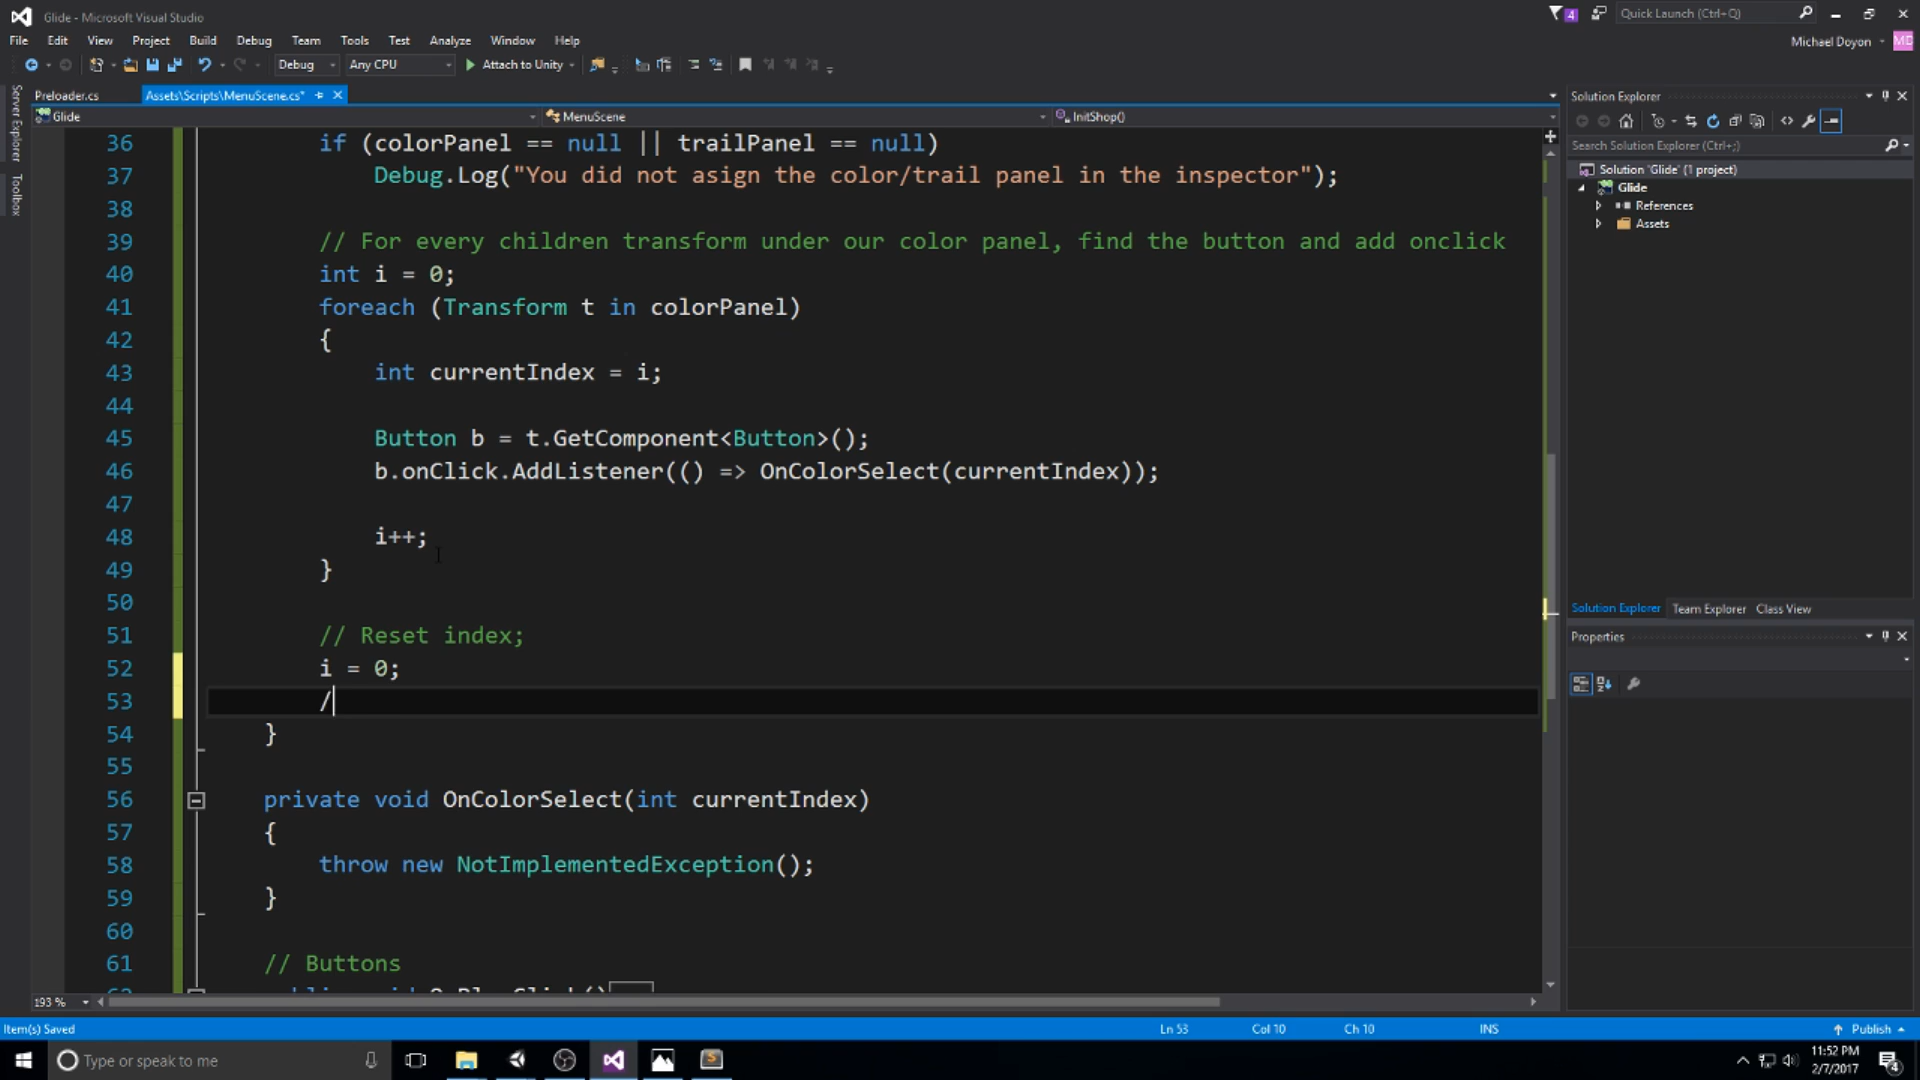 Glide - Microsoft Visual Studio
4
Quick Launch (Ctrl+Q)
File Edit View Project Build Debug Team Tools Test Analyze Window Help
Michael Doyon
MD
Debug Any CPU Attach to Unity
Server Explorer
Toolbox
Preloader.cs
Assets\Scripts\MenuScene.cs*
Glide
MenuScene
InitShop()
36 if (colorPanel == null || trailPanel == null)
37 Debug.Log("You did not asign the color/trail panel in the inspector");
38
39 // For every children transform under our color panel, find the button and add onclick
40 int i = 0;
41 foreach (Transform t in colorPanel)
42 {
43 int currentIndex = i;
44
45 Button b = t.GetComponent<Button>();
46 b.onClick.AddListener(() => OnColorSelect(currentIndex));
47
48 i++;
49 }
50
51 // Reset index;
52 i = 0;
53 /
54 }
55
56 private void OnColorSelect(int currentIndex)
57 {
58 throw new NotImplementedException();
59 }
60
61 // Buttons
193 %
Solution Explorer
Search Solution Explorer (Ctrl+;)
Solution 'Glide' (1 project)
Glide
References
Assets
Solution Explorer Team Explorer Class View
Properties
Item(s) Saved
Ln 53 Col 10 Ch 10 INS
Publish
Type or speak to me
11:52 PM
2/7/2017
4